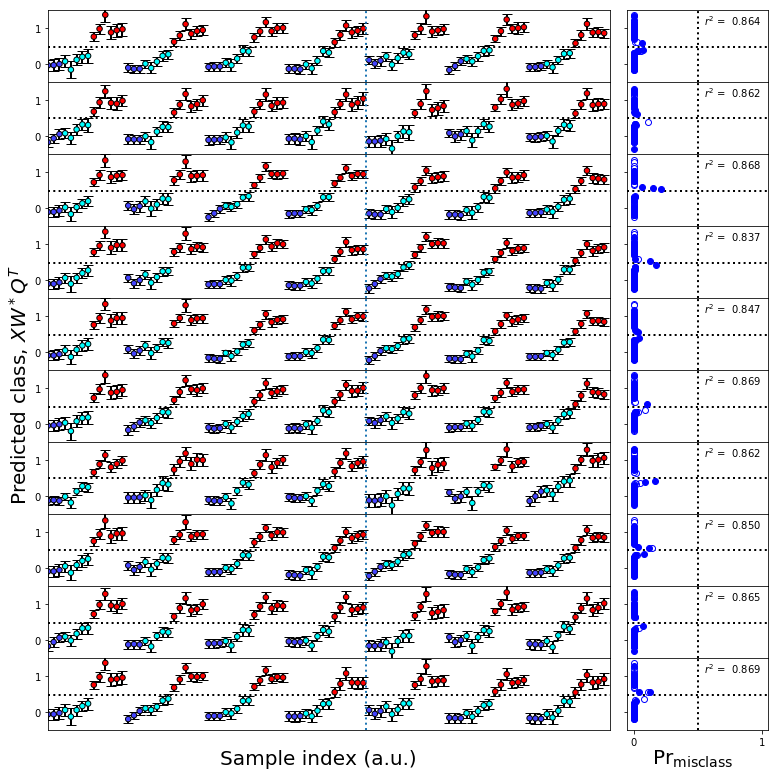 r² = 0.864
1
0
r² = 0.862
1
0
r² = 0.868
1
0
r² = 0.837
1
0
r² = 0.847
1
0
r² = 0.869
1
0
r² = 0.862
1
0
r² = 0.850
1
0
r² = 0.865
1
0
r² = 0.869
1
0
Predicted class, XW*Q^T
0 1
Sample index (a.u.)
Pr_misclass